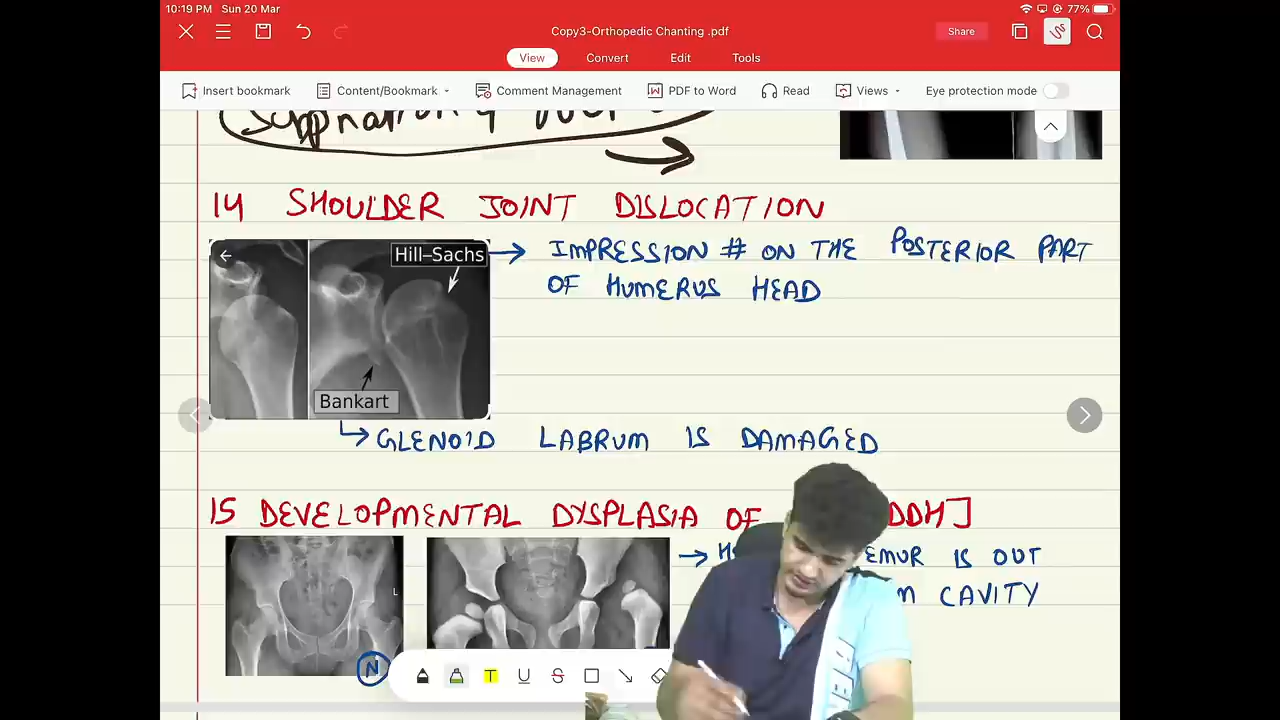 10:19 PM Sun 20 Mar
77%
Copy3-Orthopedic Chanting .pdf
Share
View Convert Edit Tools
Insert bookmark Content/Bookmark Comment Management PDF to Word Read Views Eye protection mode
14 SHOULDER JOINT DISLOCATION
Hill–Sachs
→ IMPRESSION # ON THE POSTERIOR PART
OF HUMERUS HEAD
Bankart
↳ GLENOID LABRUM IS DAMAGED
15 DEVELOPMENTAL DYSPLASIA OF DDH]
→ EMUR IS OUT
CAVITY
L
N
T U S